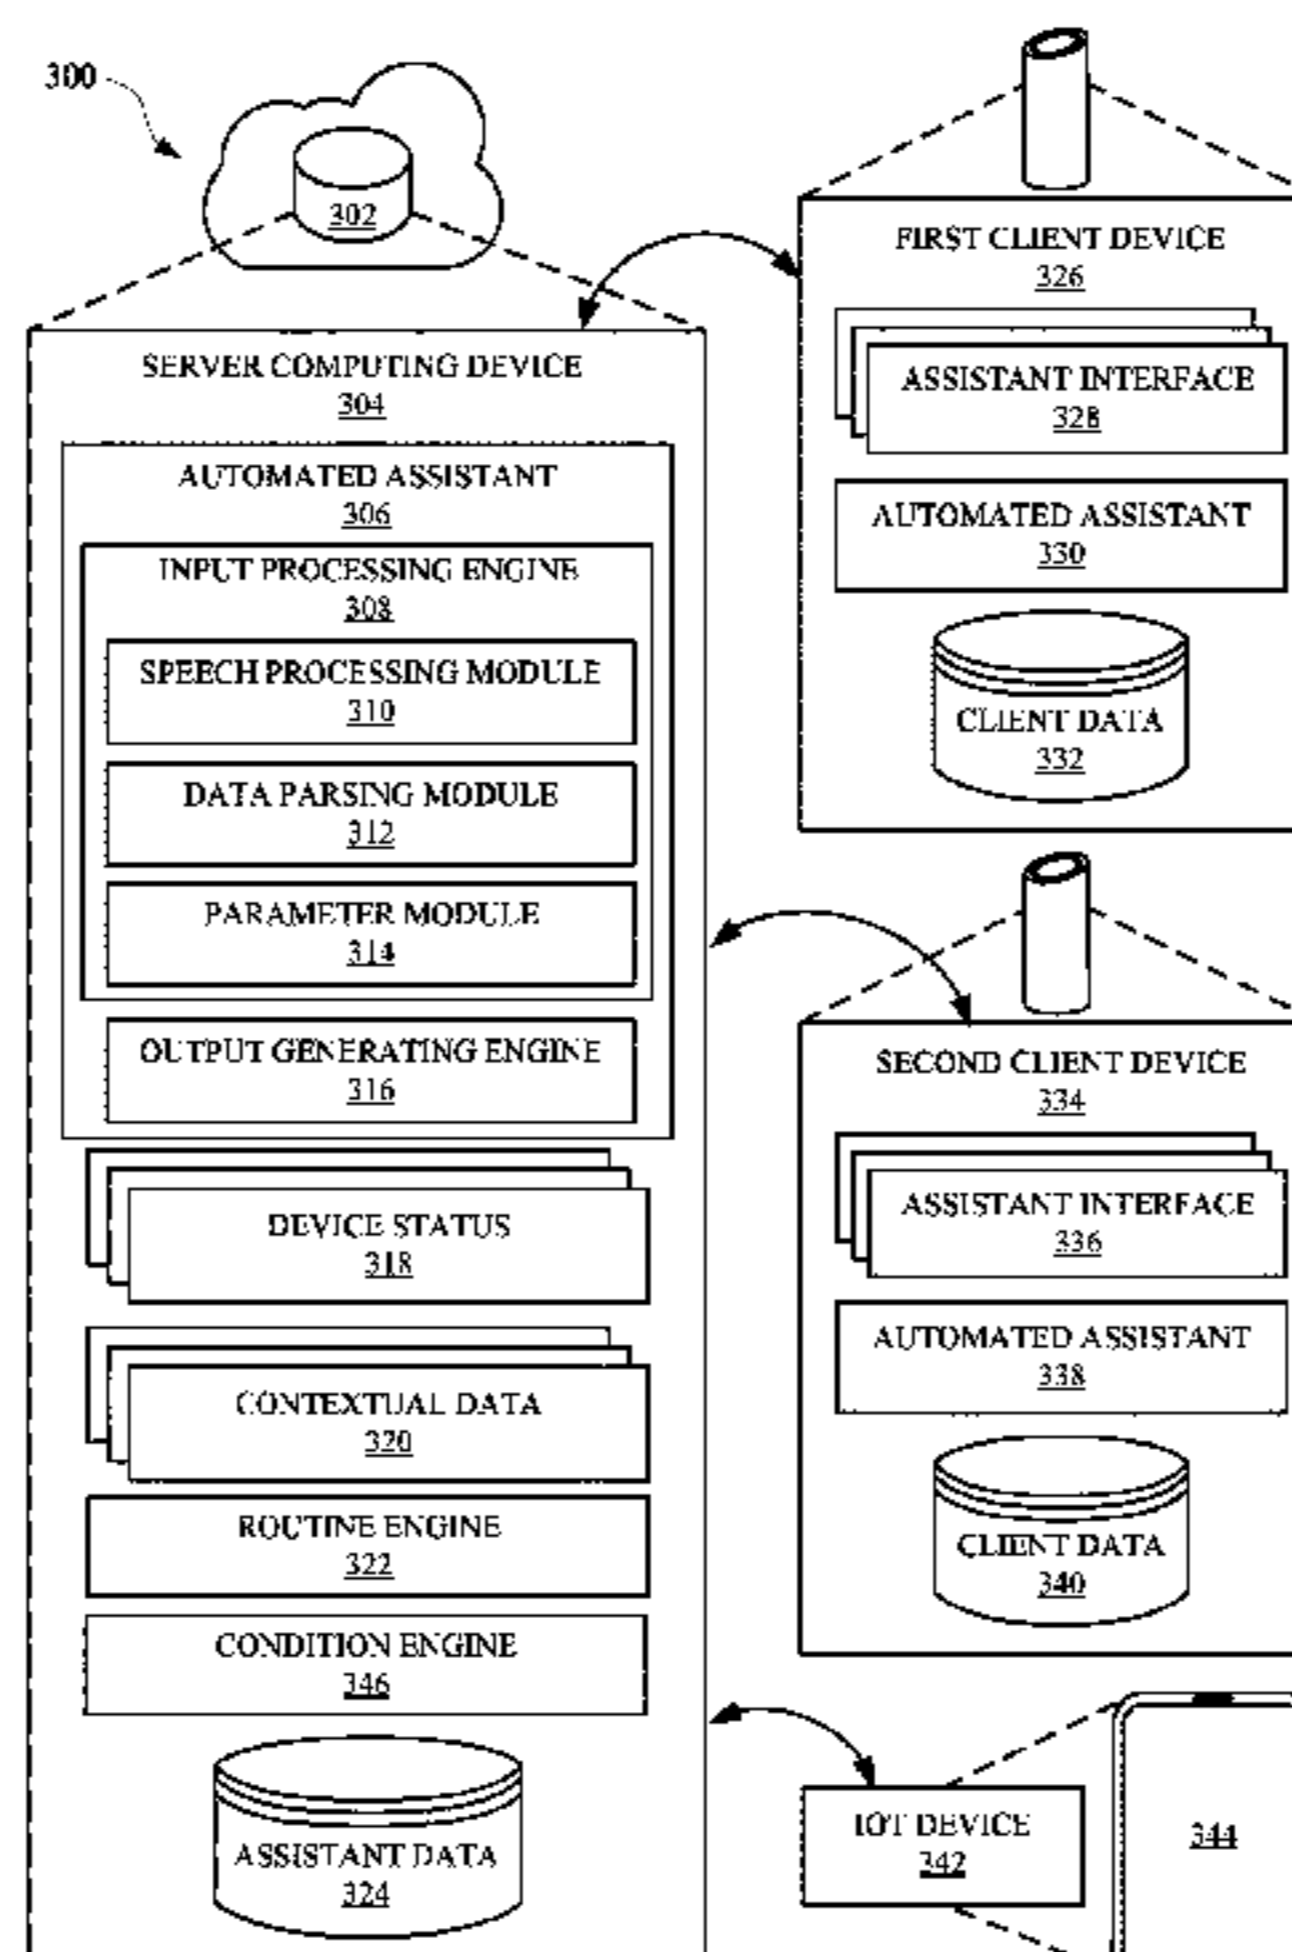 300
302
SERVER COMPUTING DEVICE
304
AUTOMATED ASSISTANT
306
INPUT PROCESSING ENGINE
308
SPEECH PROCESSING MODULE
310
DATA PARSING MODULE
312
PARAMETER MODULE
314
OUTPUT GENERATING ENGINE
316
DEVICE STATUS
318
CONTEXTUAL DATA
320
ROUTINE ENGINE
322
CONDITION ENGINE
346
ASSISTANT DATA
324
FIRST CLIENT DEVICE
326
ASSISTANT INTERFACE
328
AUTOMATED ASSISTANT
330
CLIENT DATA
332
SECOND CLIENT DEVICE
334
ASSISTANT INTERFACE
336
AUTOMATED ASSISTANT
338
CLIENT DATA
340
IOT DEVICE
342
344